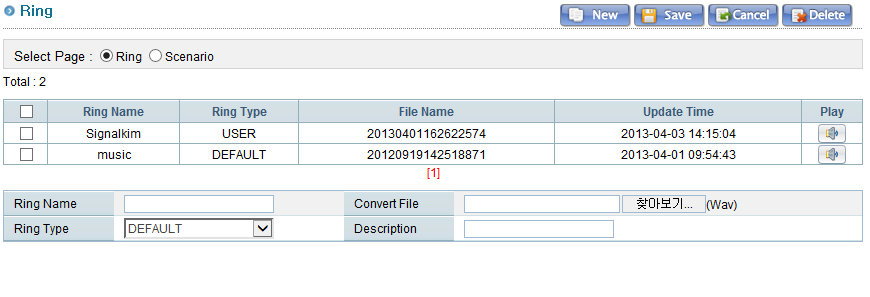 Ring New Save Cancel Delete
Select Page : Ring Scenario
Total : 2
Ring Name Ring Type File Name Update Time Play
Signalkim USER 20130401162622574 2013-04-03 14:15:04
music DEFAULT 20120919142518871 2013-04-01 09:54:43
[1]
Ring Name Convert File 찾아보기... (Wav)
Ring Type DEFAULT Description